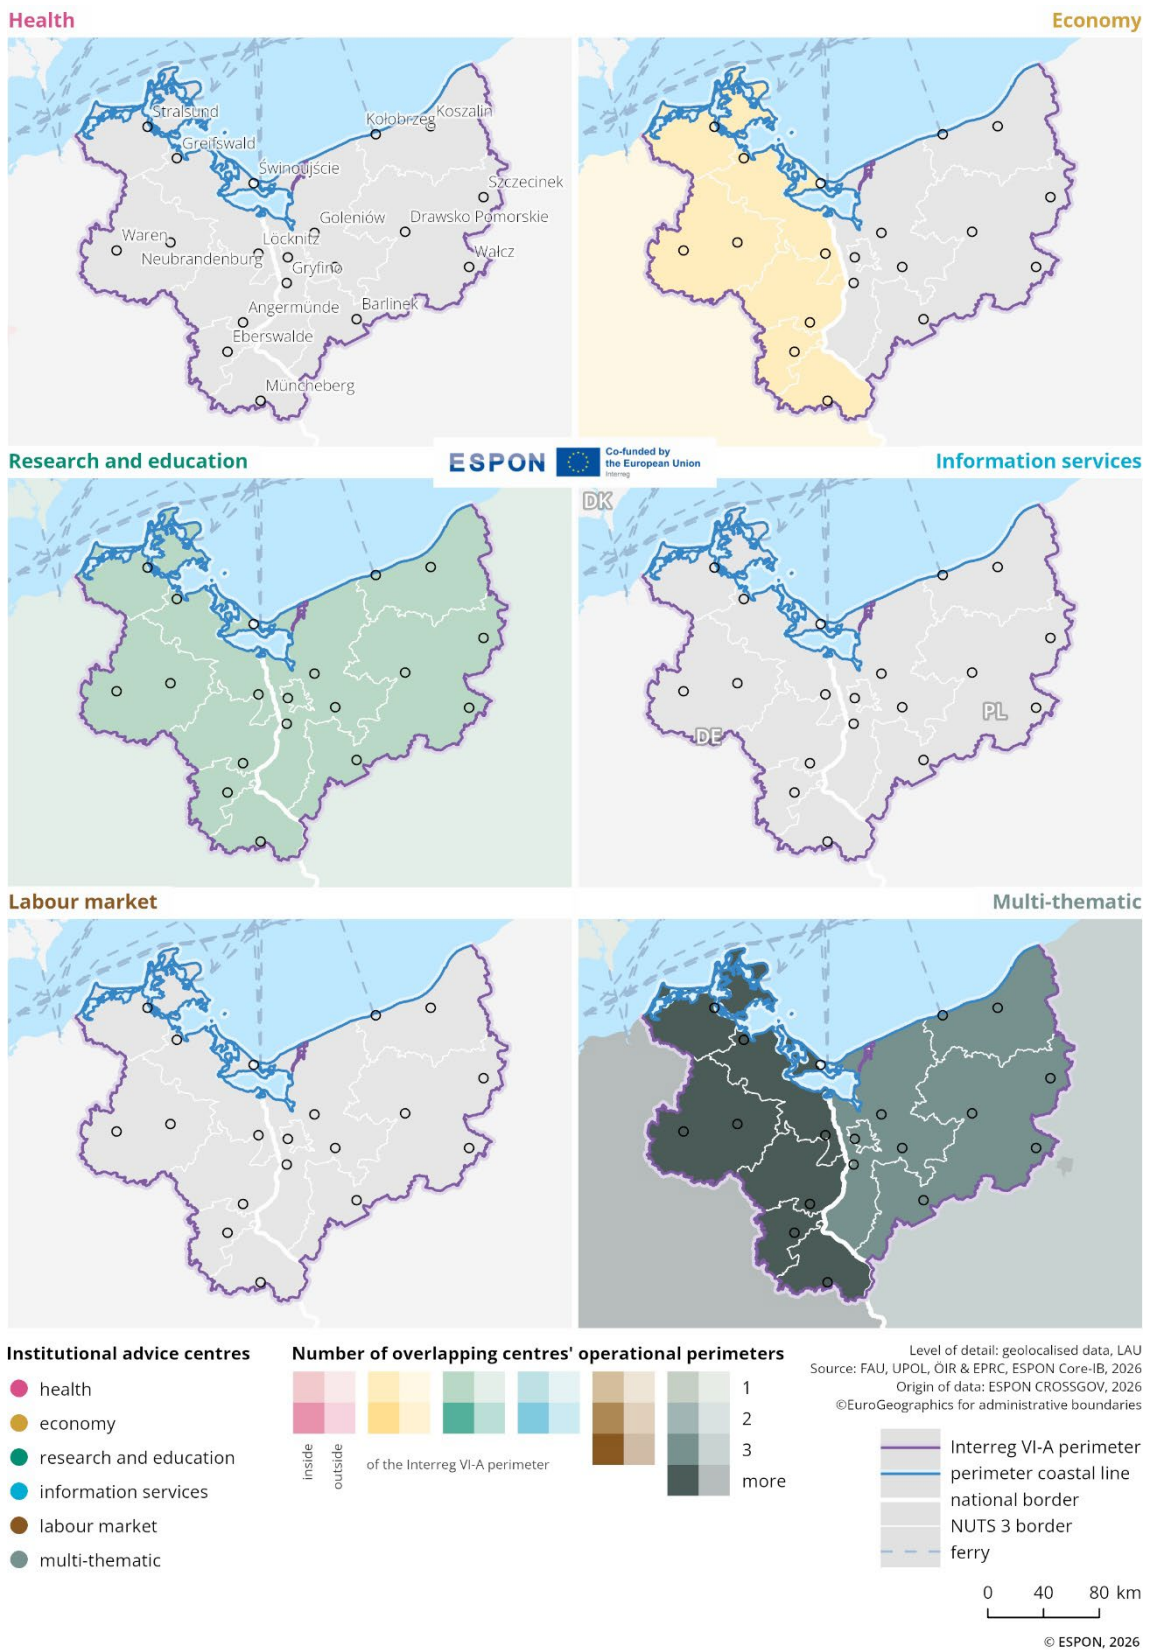 Health
Economy
Stralsund
Kołobrzeg
Koszalin
Greifswald
Świnoujście
Szczecinek
Goleniów
Drawsko Pomorskie
Waren
Löcknitz
Neubrandenburg
Gryfino
Wałcz
Angermünde
Barlinek
Eberswalde
Müncheberg
Research and education
ESPON
Co-funded by
the European Union
Interreg
Information services
DK
PL
DE
Labour market
Multi-thematic
Institutional advice centres
health
economy
research and education
information services
labour market
multi-thematic
Number of overlapping centres' operational perimeters
1
2
3
more
inside
outside
of the Interreg VI-A perimeter
Level of detail: geolocalised data, LAU
Source: FAU, UPOL, ÖIR & EPRC, ESPON Core-IB, 2026
Origin of data: ESPON CROSSGOV, 2026
©EuroGeographics for administrative boundaries
Interreg VI-A perimeter
perimeter coastal line
national border
NUTS 3 border
ferry
0 40 80 km
© ESPON, 2026